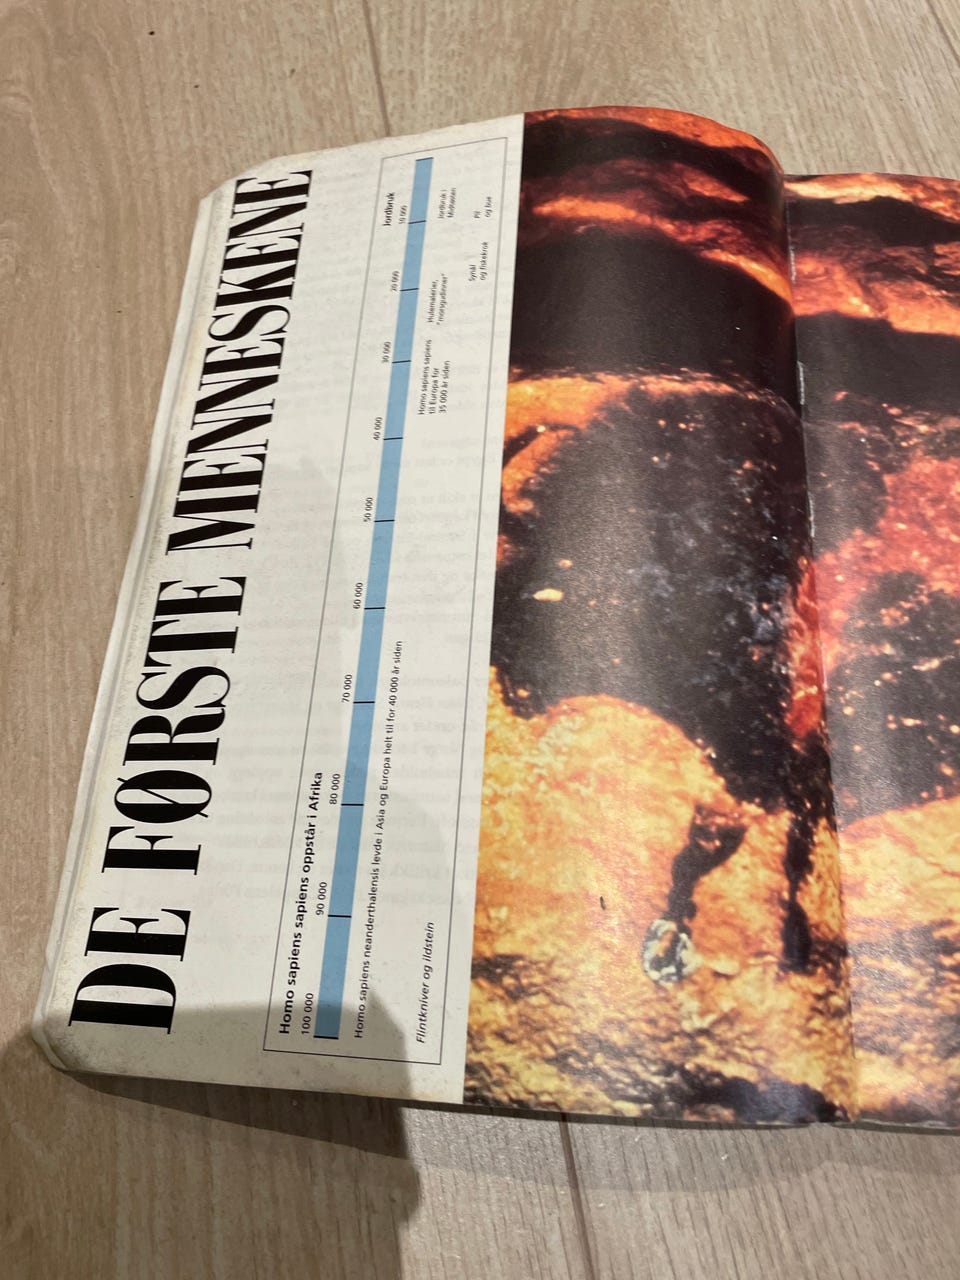 DE FØRSTE MENNESKENE
Homo sapiens sapiens oppstår i Afrika
Jordbruk
100 000
90 000
80 000
70 000
60 000
50 000
40 000
30 000
20 000
10 000
Homo sapiens neanderthalensis levde i Asia og Europa helt til for 40 000 år siden
Homo sapiens sapiens
til Europa for
35 000 år siden
Hulemalerier,
"morsgudinner"
Jordbruk i
Midtøsten
Flintkniver og ildstein
Synål
og fiskekrok
Pil
og bue